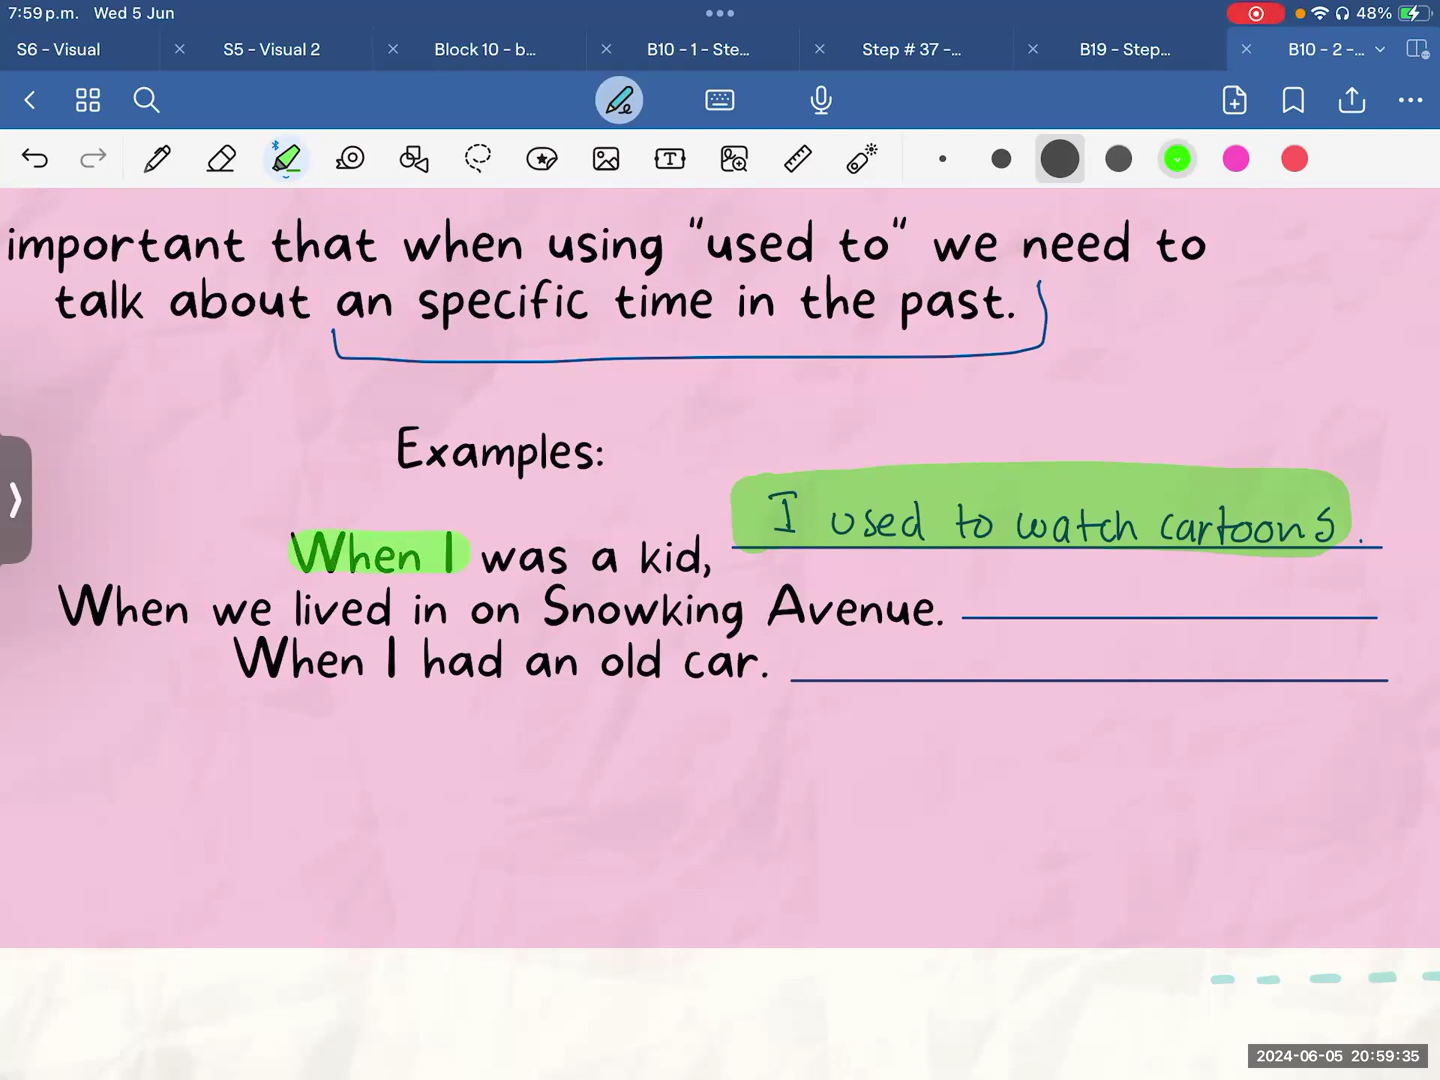 7:59 p.m. Wed 5 Jun 48%
S6 - Visual S5 - Visual 2 Block 10 - b... B10 - 1 - Ste... Step # 37 -... B19 - Step... B10 - 2 -...
important that when using "used to" we need to
talk about an specific time in the past.
Examples:
When I was a kid, I used to watch cartoons.
When we lived in on Snowking Avenue.
When I had an old car.
2024-06-05 20:59:35